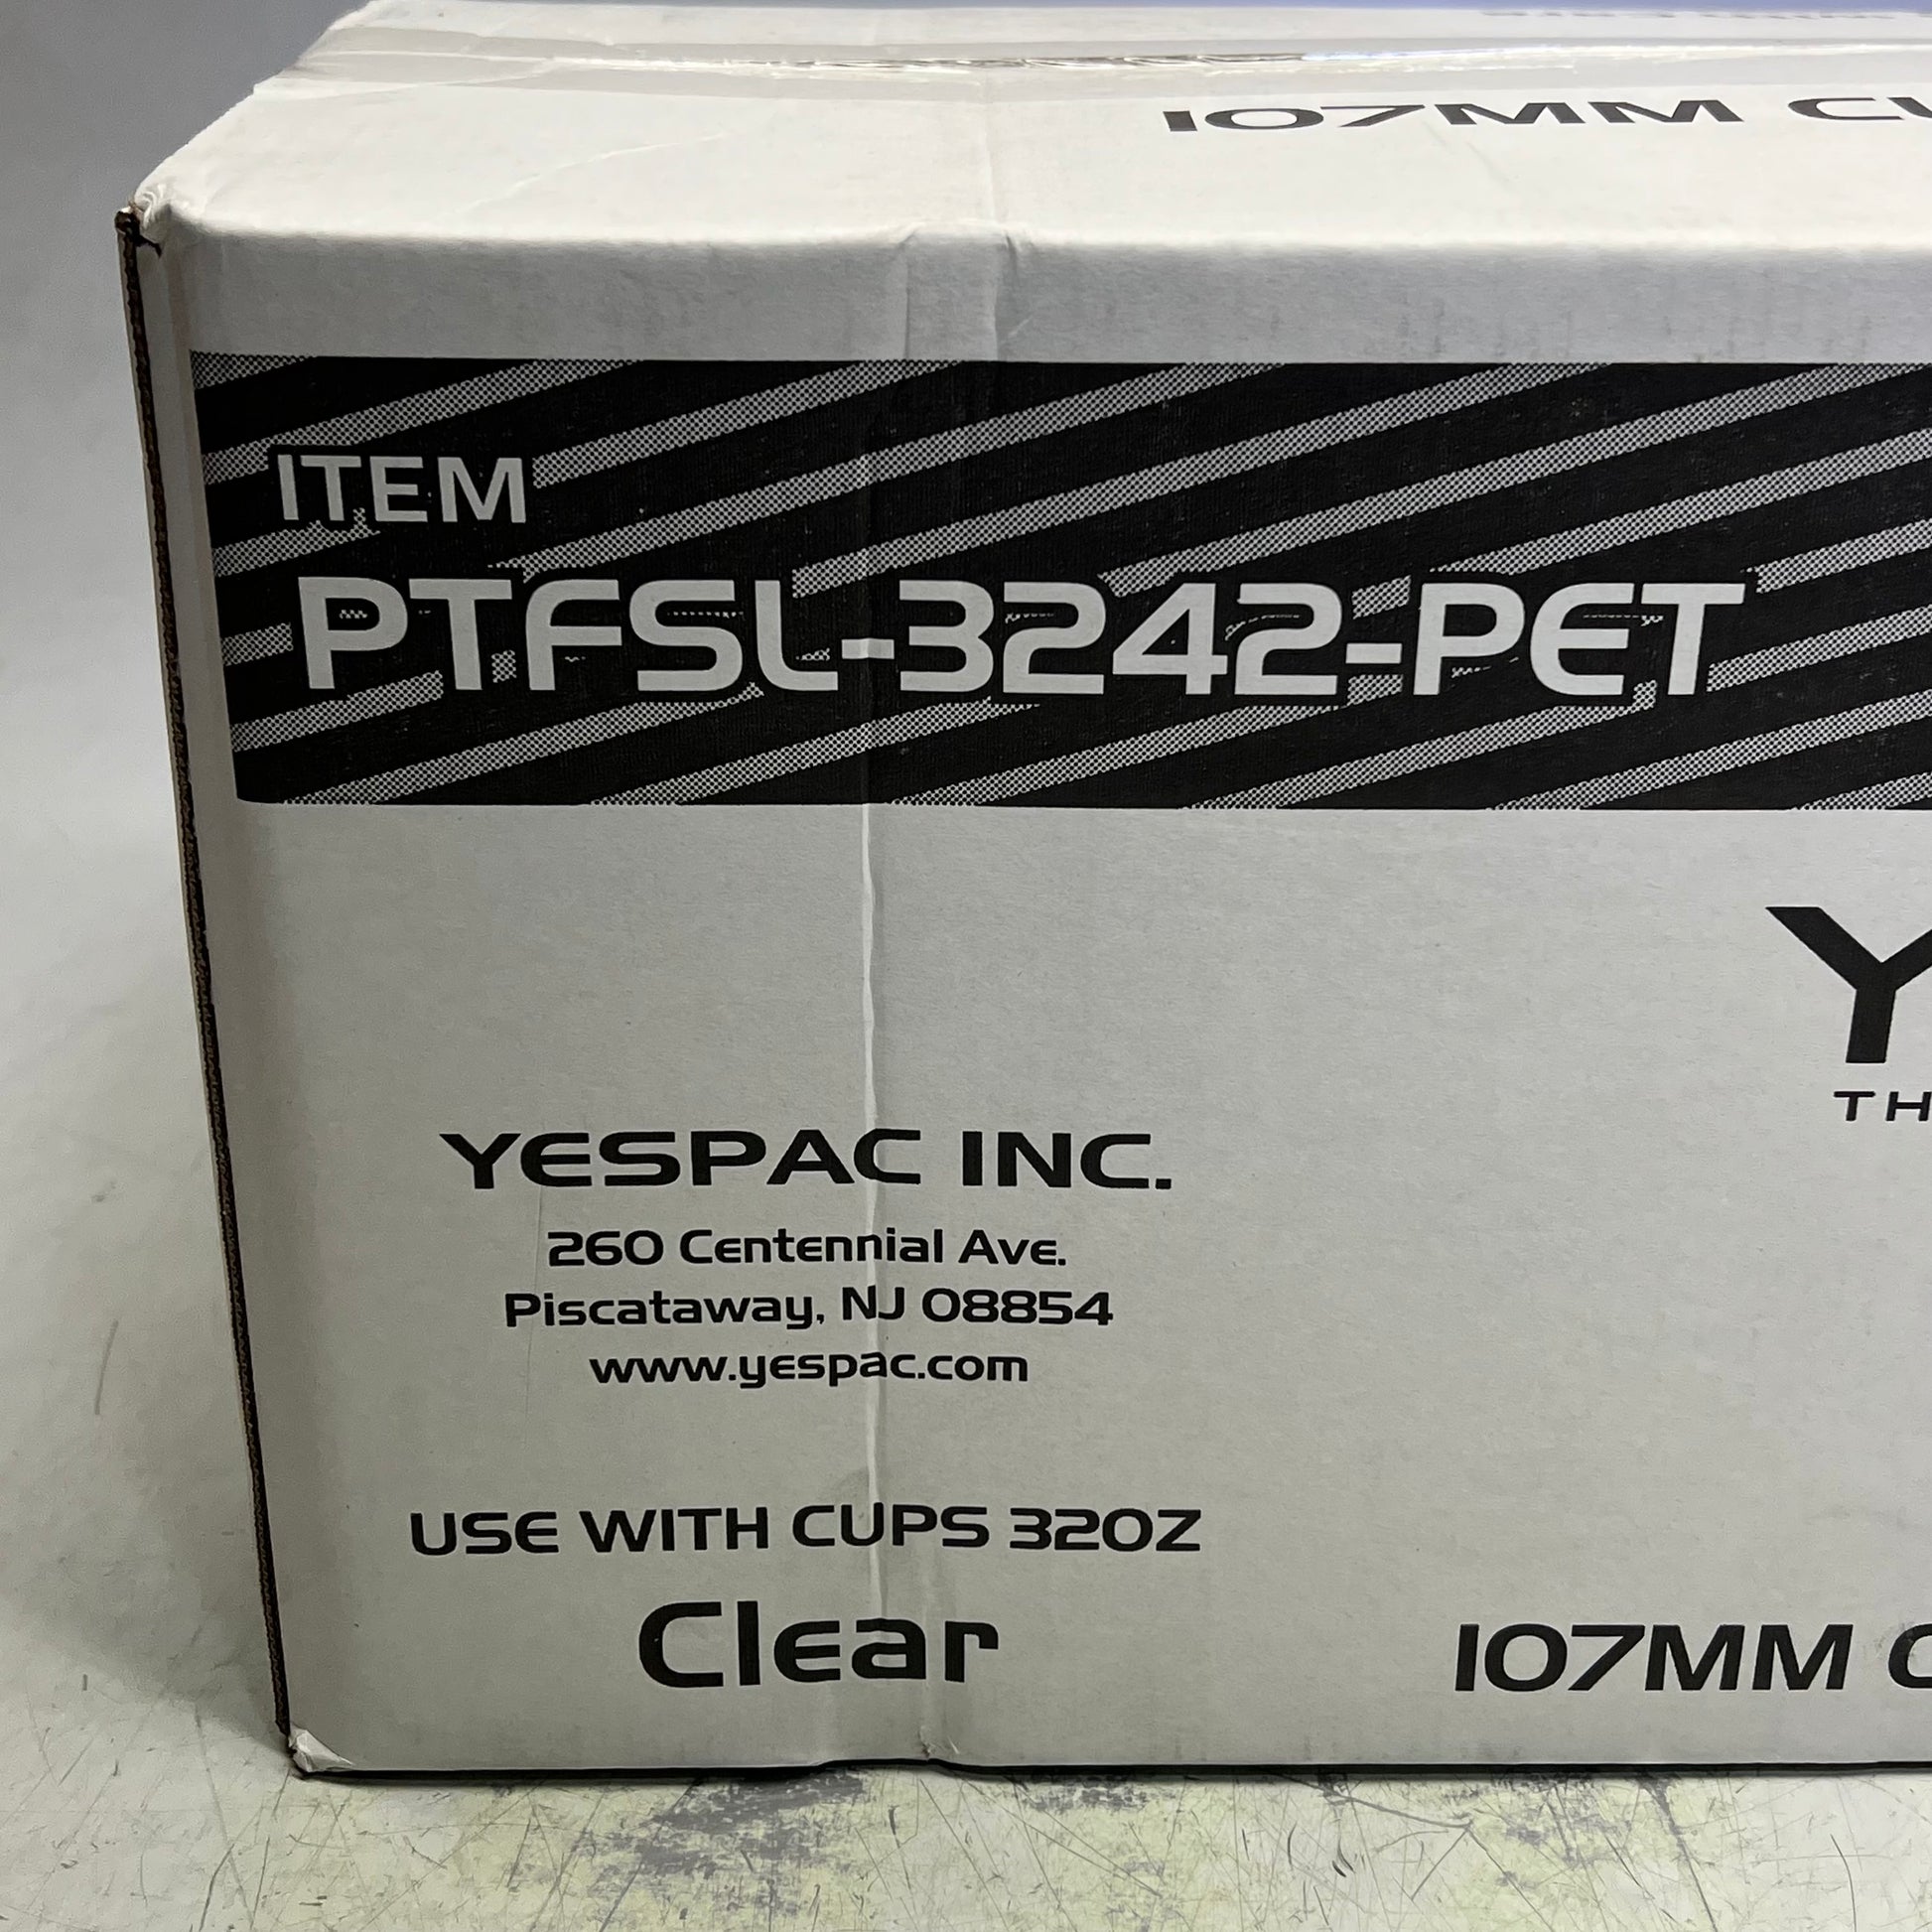 107MM
ITEM
PTFSL-3242-PET
Y
TH
YESPAC INC.
260 Centennial Ave.
Piscataway, NJ 08854
www.yespac.com
USE WITH CUPS 32OZ
Clear
107MM